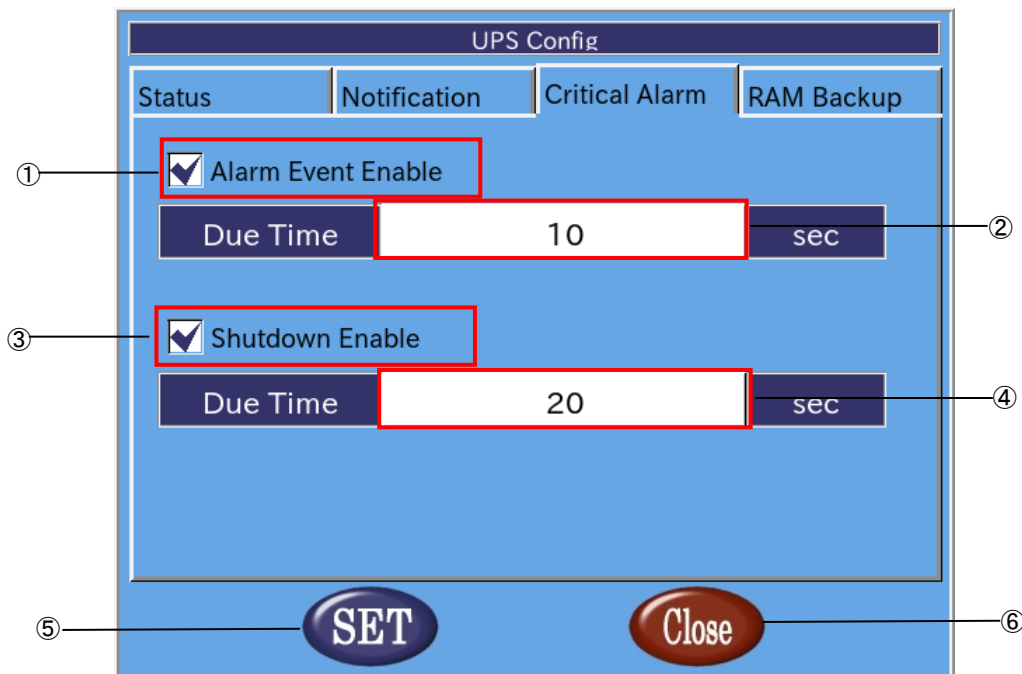 UPS Config
Status Notification Critical Alarm RAM Backup
① Alarm Event Enable
Due Time 10 sec ②
③ Shutdown Enable
Due Time 20 sec ④
⑤ SET Close ⑥